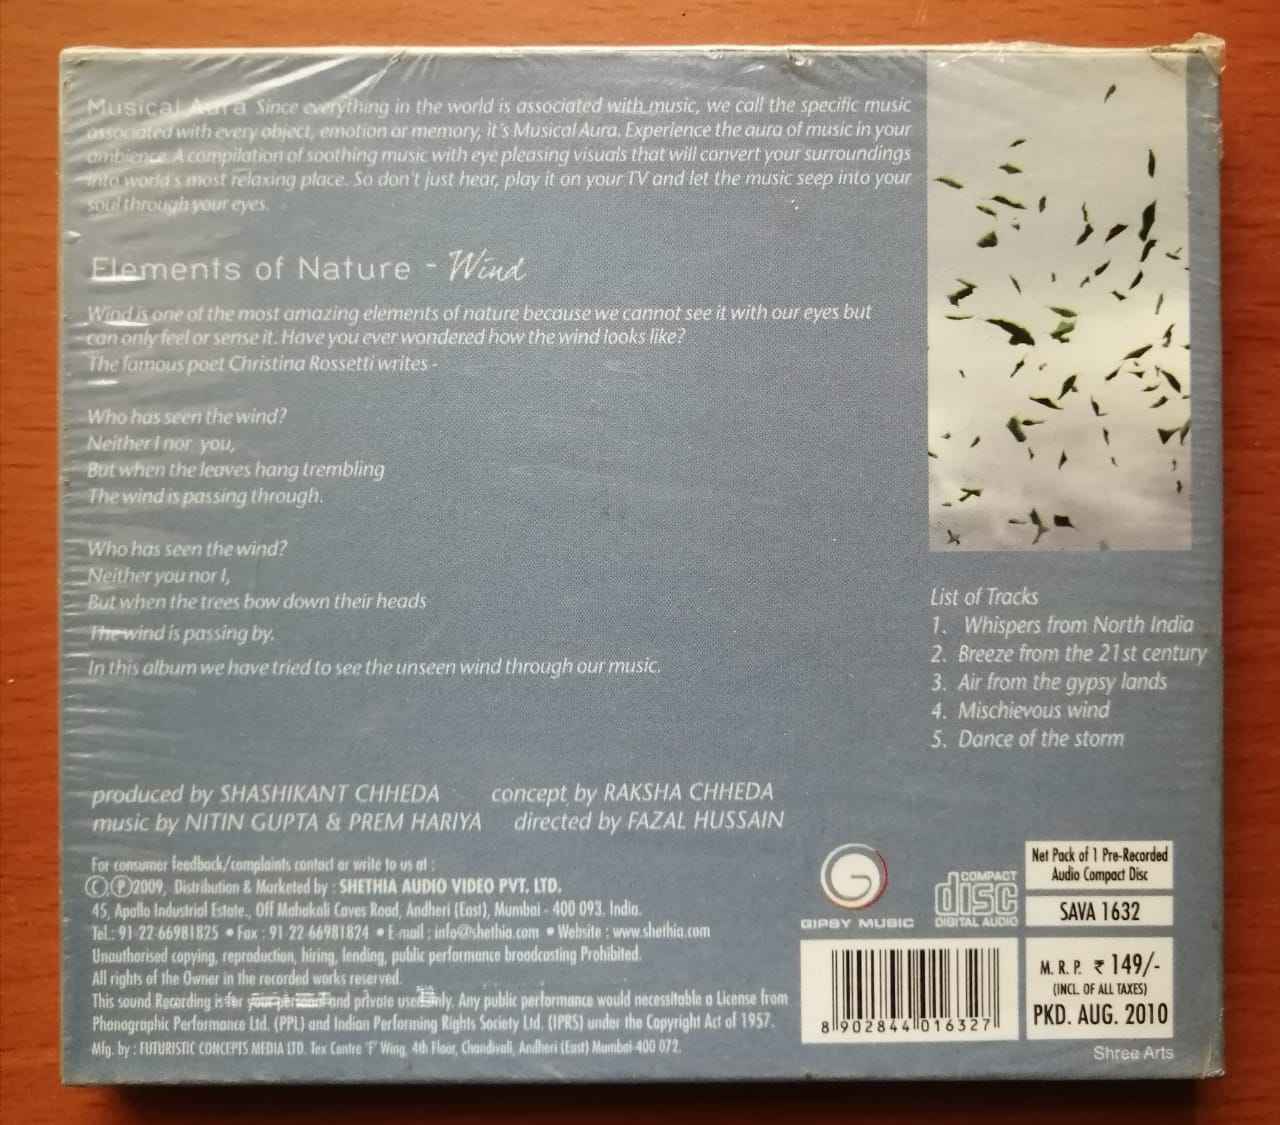 Musical Aura Since everything in the world is associated with music, we call the specific music
associated with every object, emotion or memory, it's Musical Aura. Experience the aura of music in your
ambience. A compilation of soothing music with eye pleasing visuals that will convert your surroundings
into world's most relaxing place. So don't just hear, play it on your TV and let the music seep into your
soul through your eyes.
Elements of Nature - Wind
Wind is one of the most amazing elements of nature because we cannot see it with our eyes but
can only feel or sense it. Have you ever wondered how the wind looks like?
The famous poet Christina Rossetti writes -
Who has seen the wind?
Neither I nor you,
But when the leaves hang trembling
The wind is passing through.
Who has seen the wind?
Neither you nor I,
But when the trees bow down their heads
The wind is passing by.
In this album we have tried to see the unseen wind through our music.
List of Tracks
1. Whispers from North India
2. Breeze from the 21st century
3. Air from the gypsy lands
4. Mischievous wind
5. Dance of the storm
produced by SHASHIKANT CHHEDA concept by RAKSHA CHHEDA
music by NITIN GUPTA & PREM HARIYA directed by FAZAL HUSSAIN
For consumer feedback/complaints contact or write to us at :
Ⓒ,Ⓟ2009, Distribution & Marketed by : SHETHIA AUDIO VIDEO PVT. LTD.
45, Apollo Industrial Estate., Off Mahakali Caves Road, Andheri (East), Mumbai - 400 093. India.
Tel.: 91 22 66981825 • Fax : 91 22 66981824 • E-mail : info@shethia.com • Website : www.shethia.com
Unauthorised copying, reproduction, hiring, lending, public performance broadcasting Prohibited.
All rights of the Owner in the recorded works reserved.
This sound Recording is for your personal and private use only. Any public performance would necessitable a License from
Phonographic Performance Ltd. (PPL) and Indian Performing Rights Society Ltd. (IPRS) under the Copyright Act of 1957.
Mfg. by : FUTURISTIC CONCEPTS MEDIA LTD. Tex Centre 'F' Wing, 4th Floor, Chandivali, Andheri (East) Mumbai-400 072.
G
GIPSY MUSIC
COMPACT
disc
DIGITAL AUDIO
Net Pack of 1 Pre-Recorded
Audio Compact Disc
SAVA 1632
8 902844 016327
M. R. P. ₹ 149/-
(INCL. OF ALL TAXES)
PKD. AUG. 2010
Shree Arts